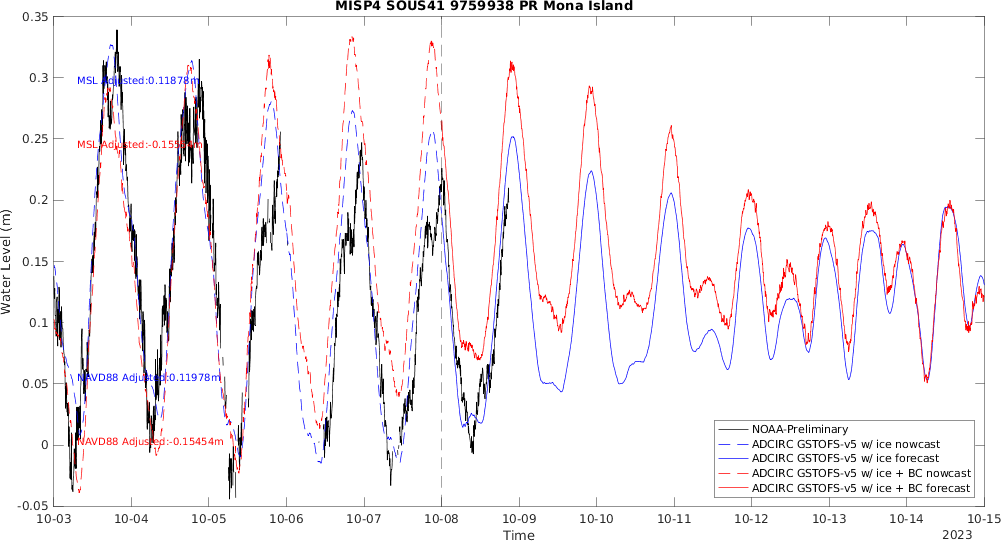 MISP4 SOUS41 9759938 PR Mona Island
0.35
0.3
0.25
0.2
0.15
0.1
0.05
0
-0.05
Water Level (m)
MSL Adjusted:0.11878m
MSL Adjusted:
NAVD88 Adjusted:0.11978m
NAVD88 Adjusted:-0.15454m
NOAA-Preliminary
ADCIRC GSTOFS-v5 w/ ice nowcast
ADCIRC GSTOFS-v5 w/ ice forecast
ADCIRC GSTOFS-v5 w/ ice + BC nowcast
ADCIRC GSTOFS-v5 w/ ice + BC forecast
10-03 10-04 10-05 10-06 10-07 10-08 10-09 10-10 10-11 10-12 10-13 10-14 10-15
Time
2023